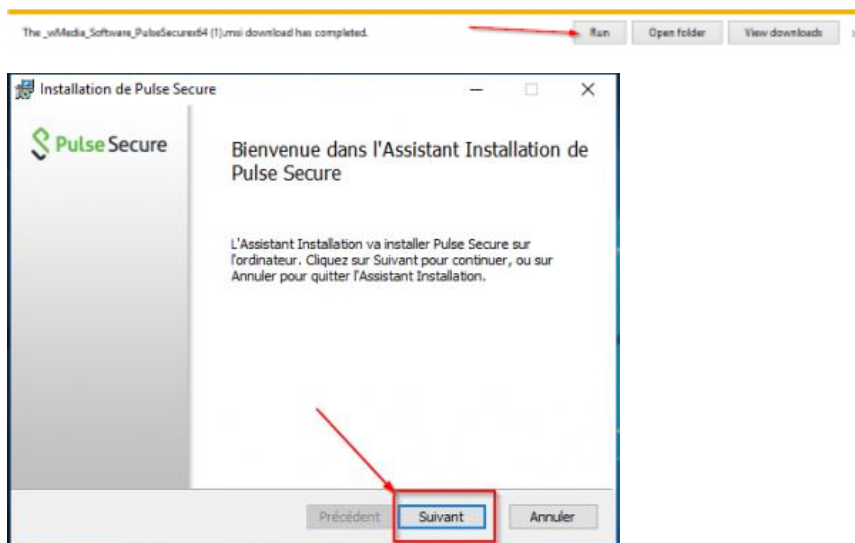 The _wMedia_Software_PulseSecurex64 (1).msi download has completed.
Run
Open folder
View downloads
Installation de Pulse Secure
Pulse Secure
Bienvenue dans l'Assistant Installation de
Pulse Secure
L'Assistant Installation va installer Pulse Secure sur
l'ordinateur. Cliquez sur Suivant pour continuer, ou sur
Annuler pour quitter l'Assistant Installation.
Précédent
Suivant
Annuler